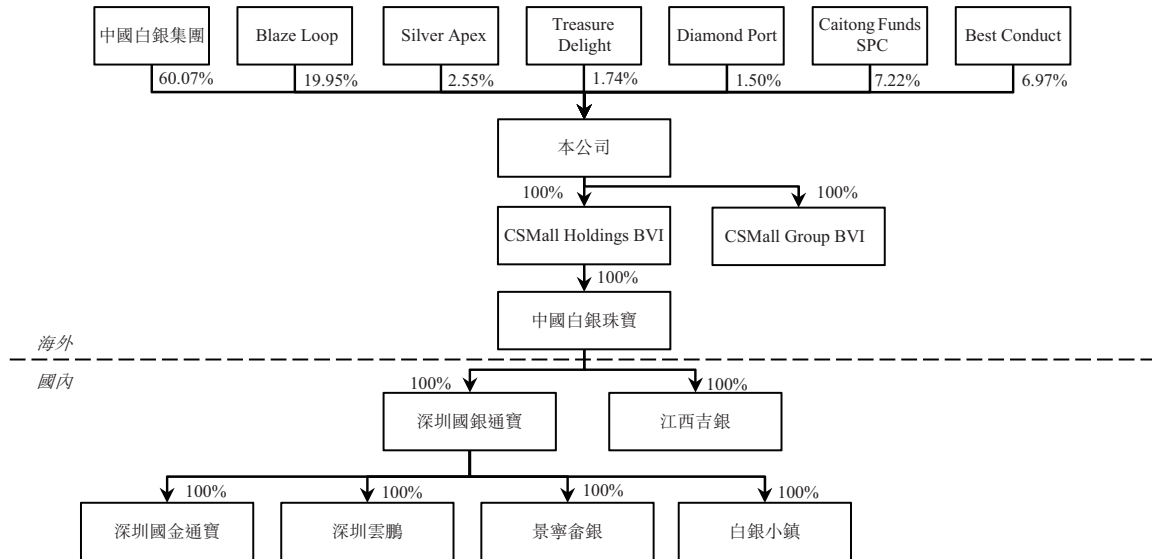 中國白銀集團
Blaze Loop
Silver Apex
Treasure
Delight
Diamond Port
Caitong Funds
SPC
Best Conduct
60.07%
19.95%
2.55%
1.74%
1.50%
7.22%
6.97%
本公司
100%
100%
CSMall Holdings BVI
CSMall Group BVI
100%
中國白銀珠寶
海外
國內
100%
100%
深圳國銀通寶
江西吉銀
100%
100%
100%
100%
深圳國金通寶
深圳雲鵬
景寧畲銀
白銀小鎮